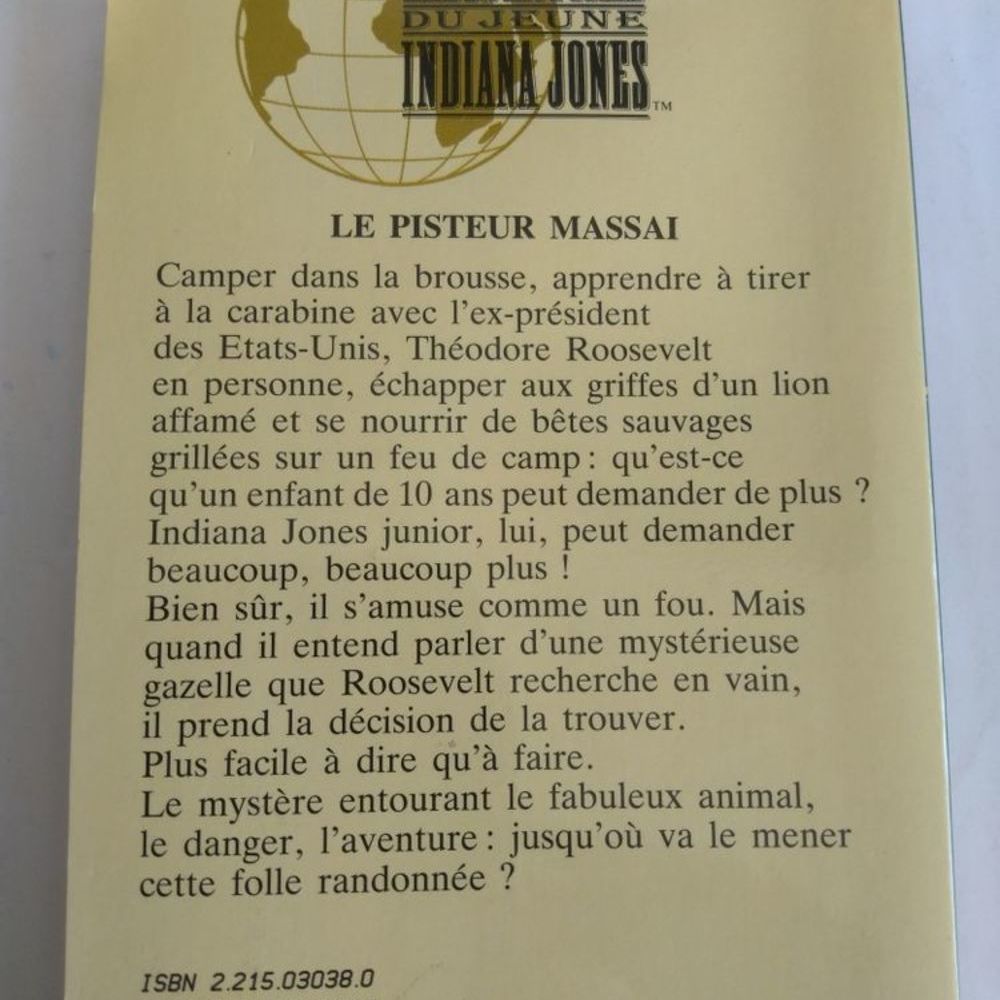 DU JEUNE
INDIANA JONES™
LE PISTEUR MASSAI
Camper dans la brousse, apprendre à tirer
à la carabine avec l'ex-président
des Etats-Unis, Théodore Roosevelt
en personne, échapper aux griffes d'un lion
affamé et se nourrir de bêtes sauvages
grillées sur un feu de camp : qu'est-ce
qu'un enfant de 10 ans peut demander de plus ?
Indiana Jones junior, lui, peut demander
beaucoup, beaucoup plus !
Bien sûr, il s'amuse comme un fou. Mais
quand il entend parler d'une mystérieuse
gazelle que Roosevelt recherche en vain,
il prend la décision de la trouver.
Plus facile à dire qu'à faire.
Le mystère entourant le fabuleux animal,
le danger, l'aventure : jusqu'où va le mener
cette folle randonnée ?
ISBN 2.215.03038.0